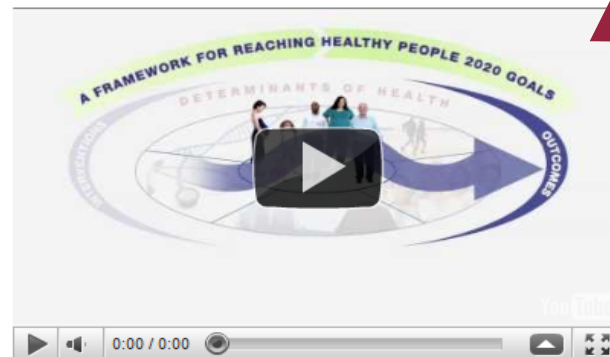 A FRAMEWORK FOR REACHING HEALTHY PEOPLE 2020 GOALS
DETERMINANTS OF HEALTH
INTERVENTIONS
OUTCOMES
You Tube
0:00 / 0:00